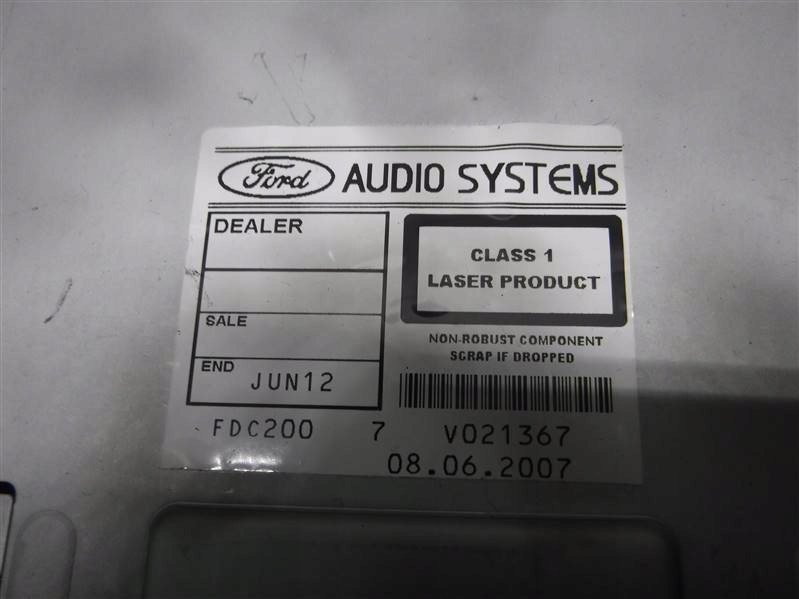 Ford AUDIO SYSTEMS
DEALER
SALE
END JUN12
CLASS 1
LASER PRODUCT
NON-ROBUST COMPONENT
SCRAP IF DROPPED
FDC200 7 V021367
08.06.2007